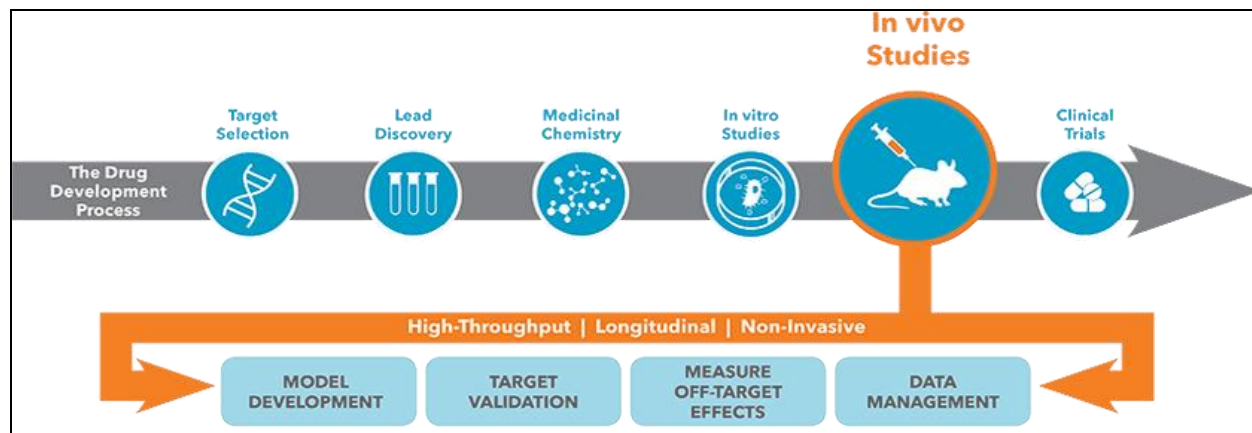 In vivo
Studies
Target
Selection
Lead
Discovery
Medicinal
Chemistry
In vitro
Studies
Clinical
Trials
The Drug
Development
Process
High-Throughput | Longitudinal | Non-Invasive
MODEL
DEVELOPMENT
TARGET
VALIDATION
MEASURE
OFF-TARGET
EFFECTS
DATA
MANAGEMENT